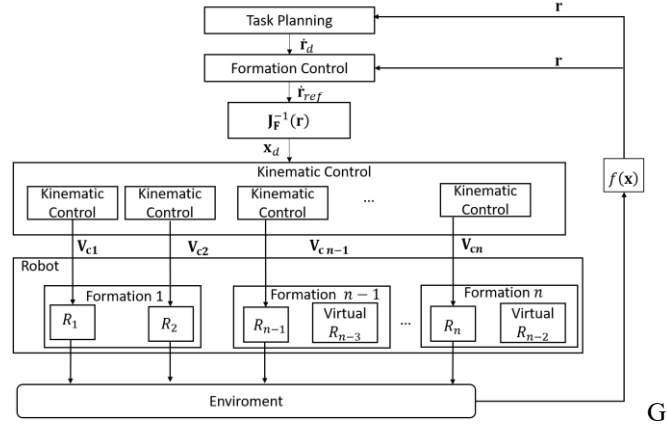 Task Planning
r
ṙ_d
Formation Control
r
ṙ_ref
J_F^{-1}(r)
x_d
Kinematic Control
f(x)
Kinematic Control
Kinematic Control
Kinematic Control
...
Kinematic Control
V_c1
V_c2
V_c n−1
V_cn
Robot
Formation 1
Formation n − 1
Formation n
R_1
R_2
R_{n−1}
Virtual R_{n−3}
...
R_n
Virtual R_{n−2}
Enviroment
G